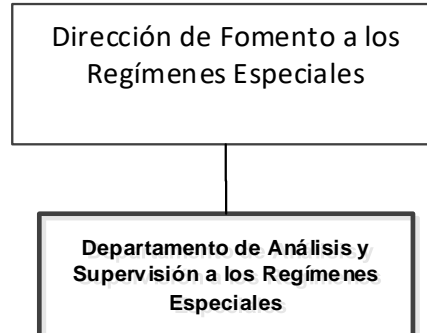 Dirección de Fomento a los
Regímenes Especiales
Departamento de Análisis y
Supervisión a los Regímenes
Especiales